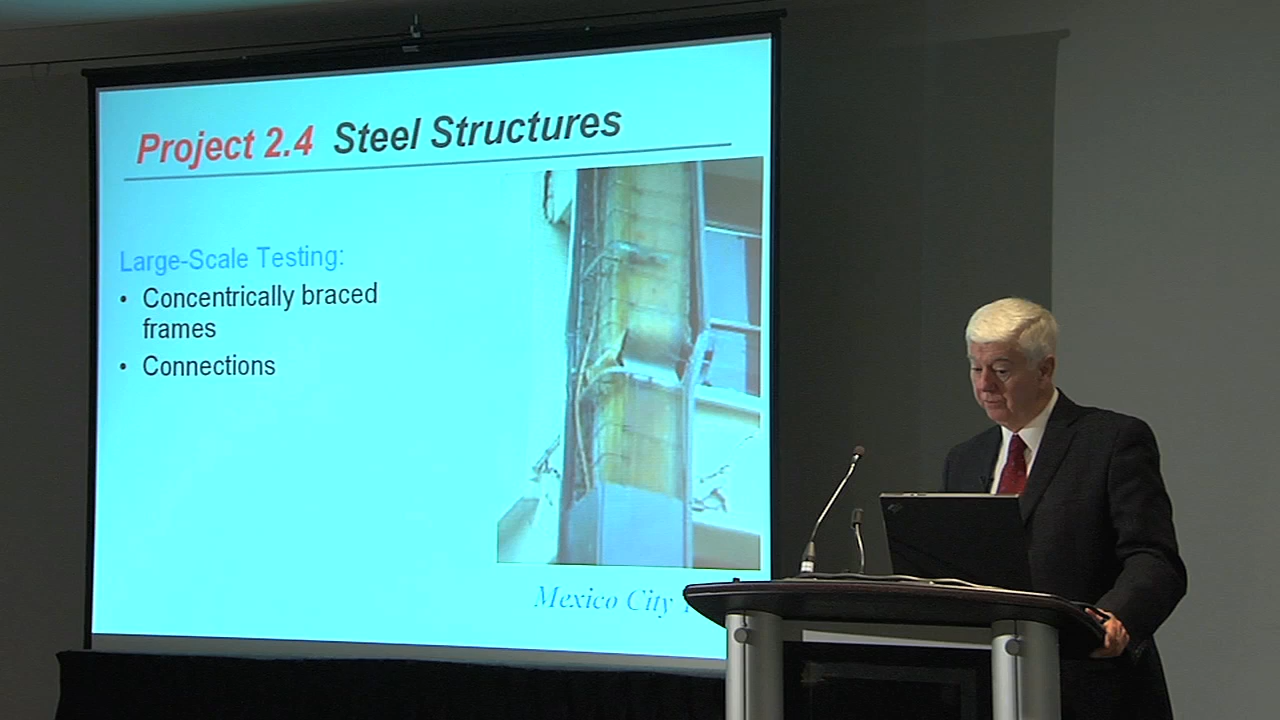 Project 2.4 Steel Structures
Large-Scale Testing:
• Concentrically braced
frames
• Connections
Mexico City